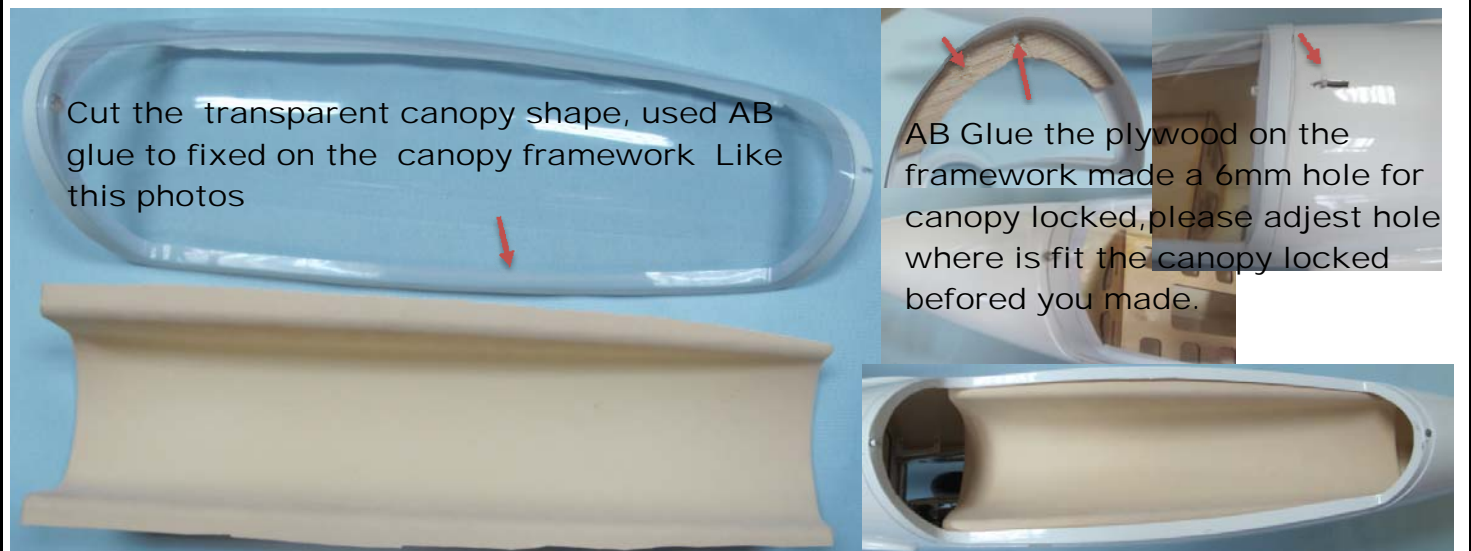 Cut the transparent canopy shape, used AB
glue to fixed on the canopy framework Like
this photos
AB Glue the plywood on the
framework made a 6mm hole for
canopy locked,please adjest hole
where is fit the canopy locked
befored you made.